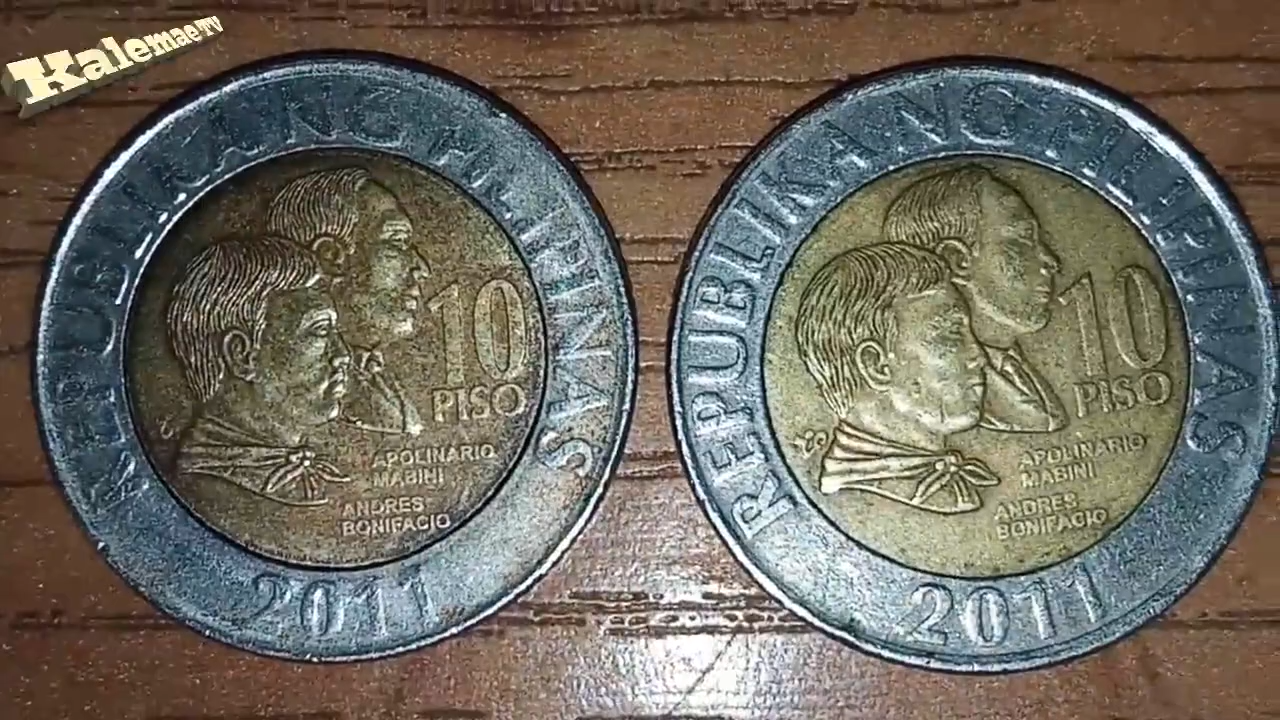 KalemaeTV
REPUBLIKA NG PILIPINAS
10
PISO
APOLINARIO
MABINI
ANDRES
BONIFACIO
2011
REPUBLIKA NG PILIPINAS
10
PISO
APOLINARIO
MABINI
ANDRES
BONIFACIO
2011